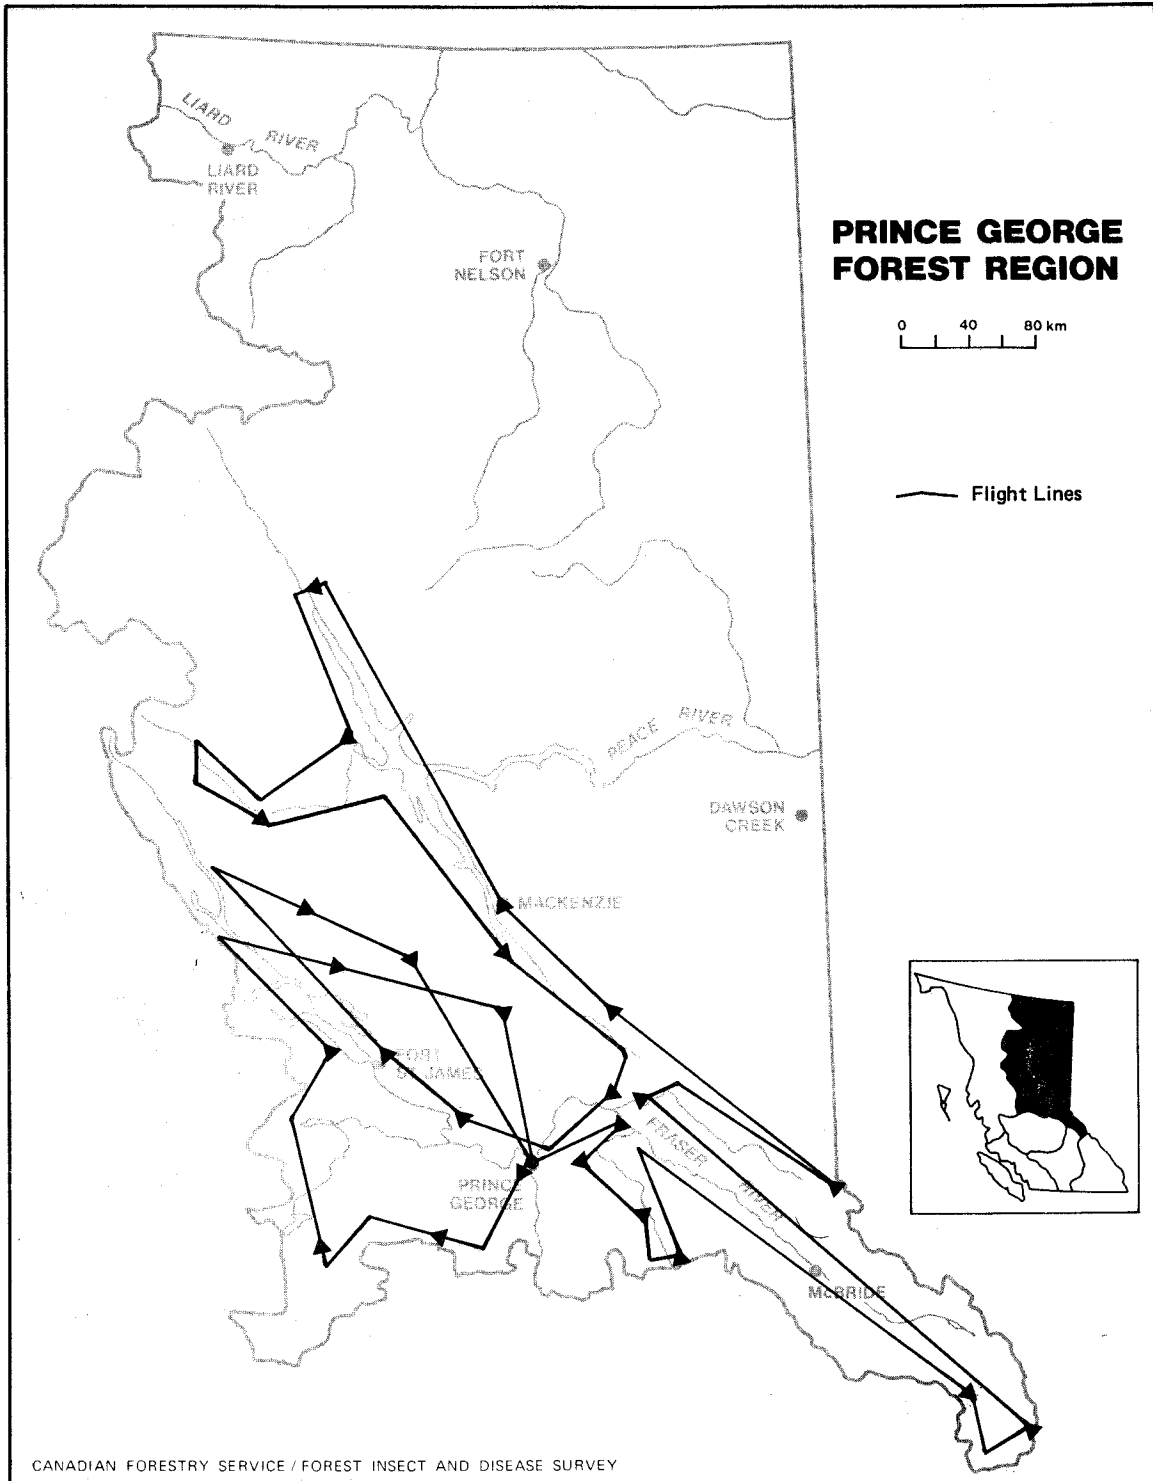 LIARD RIVER
LIARD
RIVER
FORT
NELSON
PRINCE GEORGE
FOREST REGION
0 40 80 km
Flight Lines
PEACE RIVER
DAWSON
CREEK
MACKENZIE
FORT
ST. JAMES
FRASER RIVER
PRINCE
GEORGE
McBRIDE
CANADIAN FORESTRY SERVICE / FOREST INSECT AND DISEASE SURVEY